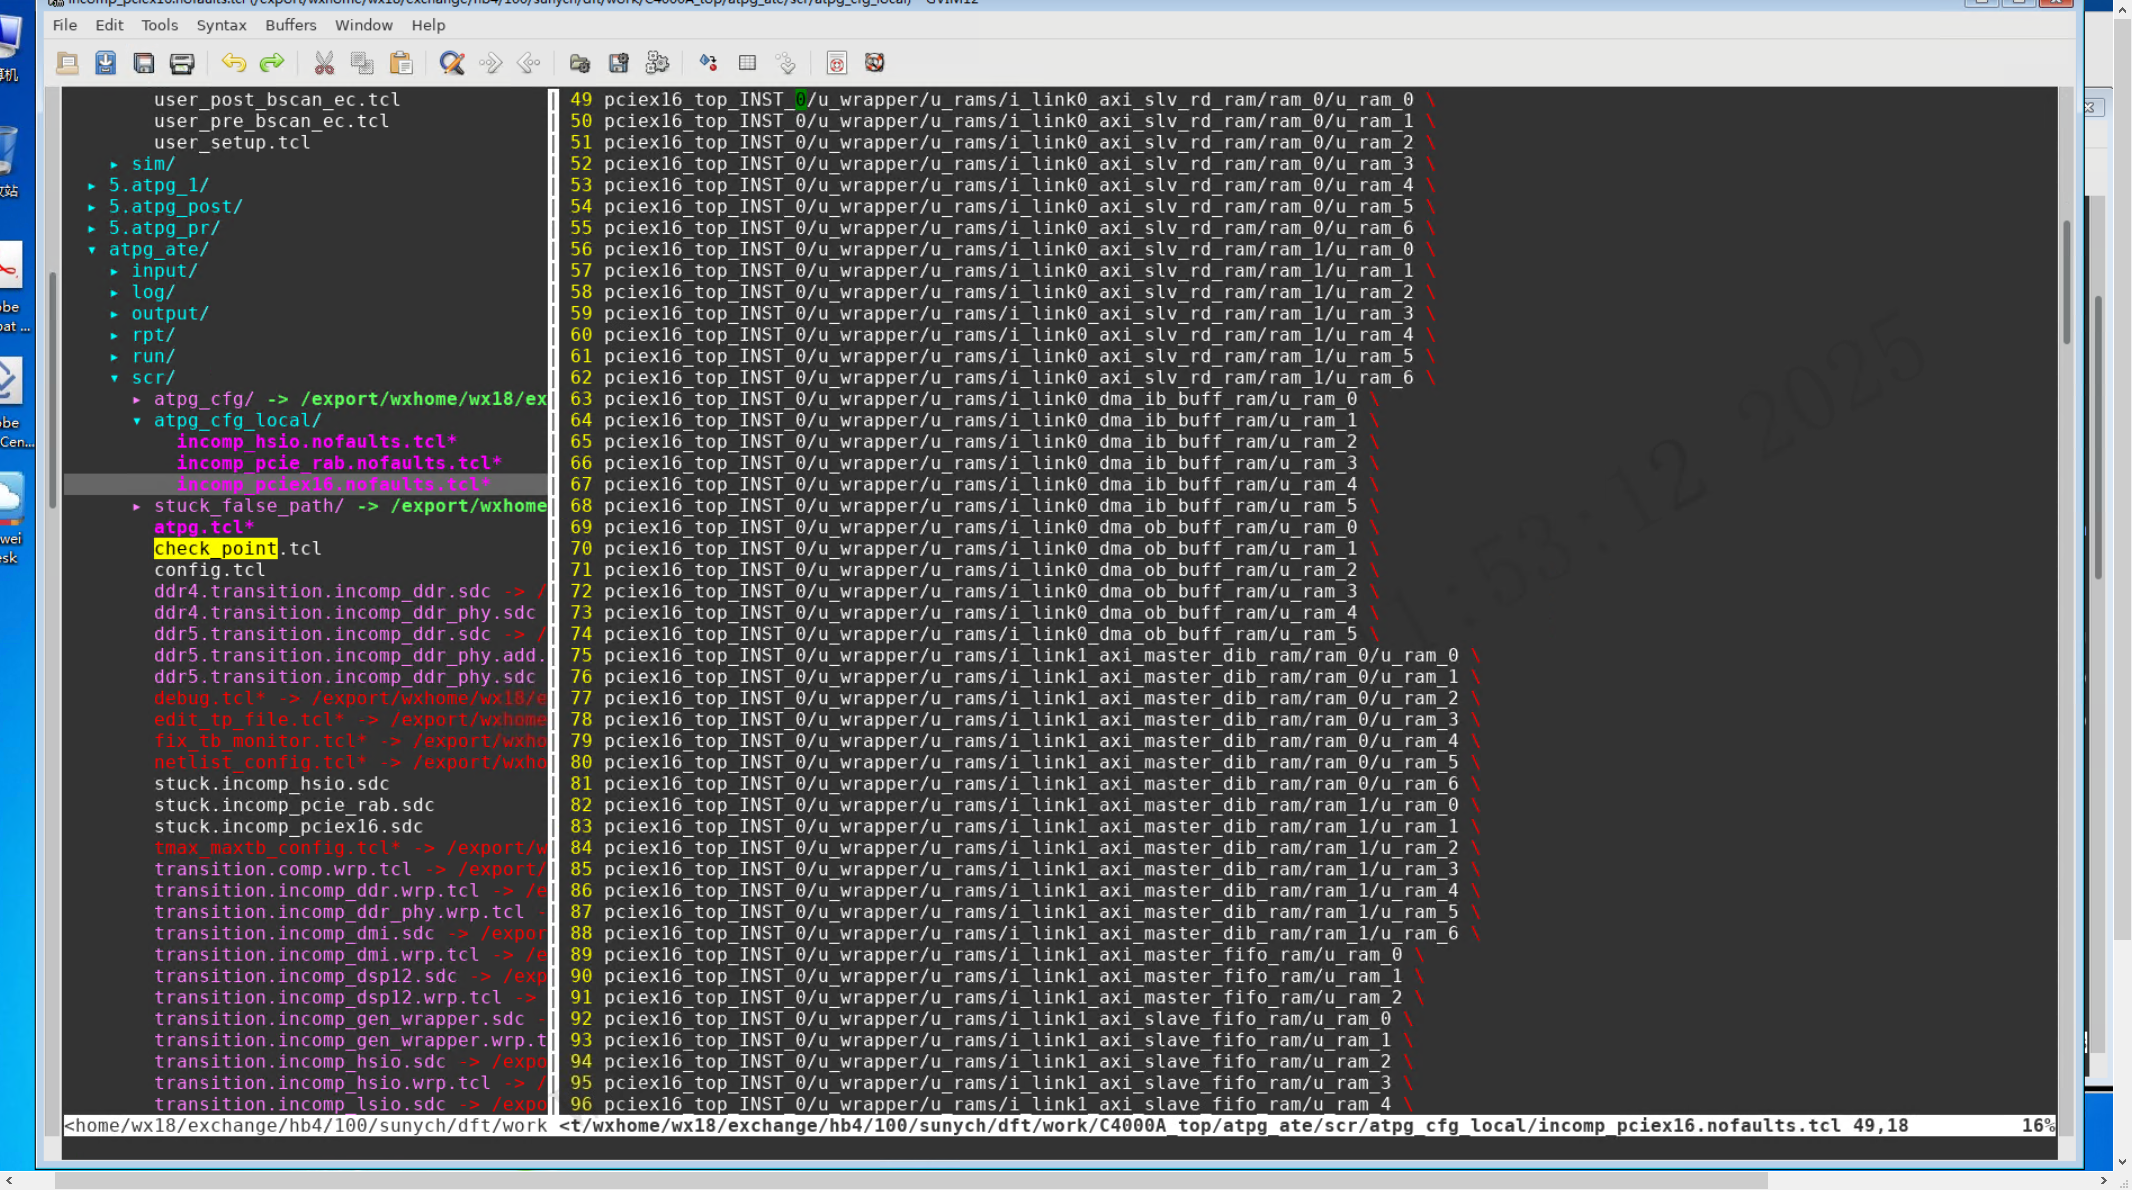 incomp_pciex16.nofaults.tcl (/export/wxhome/wx18/exchange/hb4/100/sunych/dft/work/C4000A_top/atpg_ate/scr/atpg_cfg_local) - GVIM12
File Edit Tools Syntax Buffers Window Help
user_post_bscan_ec.tcl
user_pre_bscan_ec.tcl
user_setup.tcl
▸ sim/
▸ 5.atpg_1/
▸ 5.atpg_post/
▸ 5.atpg_pr/
▾ atpg_ate/
▸ input/
▸ log/
▸ output/
▸ rpt/
▸ run/
▾ scr/
▸ atpg_cfg/ -> /export/wxhome/wx18/ex
▾ atpg_cfg_local/
incomp_hsio.nofaults.tcl*
incomp_pcie_rab.nofaults.tcl*
incomp_pciex16.nofaults.tcl*
▸ stuck_false_path/ -> /export/wxhome
atpg.tcl*
check_point.tcl
config.tcl
ddr4.transition.incomp_ddr.sdc -> /
ddr4.transition.incomp_ddr_phy.sdc
ddr5.transition.incomp_ddr.sdc -> /
ddr5.transition.incomp_ddr_phy.add.
ddr5.transition.incomp_ddr_phy.sdc
debug.tcl* -> /export/wxhome/wx18/e
edit_tp_file.tcl* -> /export/wxhome
fix_tb_monitor.tcl* -> /export/wxho
netlist_config.tcl* -> /export/wxho
stuck.incomp_hsio.sdc
stuck.incomp_pcie_rab.sdc
stuck.incomp_pciex16.sdc
tmax_maxtb_config.tcl* -> /export/w
transition.comp.wrp.tcl -> /export/
transition.incomp_ddr.wrp.tcl -> /e
transition.incomp_ddr_phy.wrp.tcl -
transition.incomp_dmi.sdc -> /expor
transition.incomp_dmi.wrp.tcl -> /e
transition.incomp_dsp12.sdc -> /exp
transition.incomp_dsp12.wrp.tcl ->
transition.incomp_gen_wrapper.sdc -
transition.incomp_gen_wrapper.wrp.t
transition.incomp_hsio.sdc -> /expo
transition.incomp_hsio.wrp.tcl -> /
transition.incomp_lsio.sdc -> /expo
49 pciex16_top_INST_0/u_wrapper/u_rams/i_link0_axi_slv_rd_ram/ram_0/u_ram_0 \
50 pciex16_top_INST_0/u_wrapper/u_rams/i_link0_axi_slv_rd_ram/ram_0/u_ram_1 \
51 pciex16_top_INST_0/u_wrapper/u_rams/i_link0_axi_slv_rd_ram/ram_0/u_ram_2 \
52 pciex16_top_INST_0/u_wrapper/u_rams/i_link0_axi_slv_rd_ram/ram_0/u_ram_3 \
53 pciex16_top_INST_0/u_wrapper/u_rams/i_link0_axi_slv_rd_ram/ram_0/u_ram_4 \
54 pciex16_top_INST_0/u_wrapper/u_rams/i_link0_axi_slv_rd_ram/ram_0/u_ram_5 \
55 pciex16_top_INST_0/u_wrapper/u_rams/i_link0_axi_slv_rd_ram/ram_0/u_ram_6 \
56 pciex16_top_INST_0/u_wrapper/u_rams/i_link0_axi_slv_rd_ram/ram_1/u_ram_0 \
57 pciex16_top_INST_0/u_wrapper/u_rams/i_link0_axi_slv_rd_ram/ram_1/u_ram_1 \
58 pciex16_top_INST_0/u_wrapper/u_rams/i_link0_axi_slv_rd_ram/ram_1/u_ram_2 \
59 pciex16_top_INST_0/u_wrapper/u_rams/i_link0_axi_slv_rd_ram/ram_1/u_ram_3 \
60 pciex16_top_INST_0/u_wrapper/u_rams/i_link0_axi_slv_rd_ram/ram_1/u_ram_4 \
61 pciex16_top_INST_0/u_wrapper/u_rams/i_link0_axi_slv_rd_ram/ram_1/u_ram_5 \
62 pciex16_top_INST_0/u_wrapper/u_rams/i_link0_axi_slv_rd_ram/ram_1/u_ram_6 \
63 pciex16_top_INST_0/u_wrapper/u_rams/i_link0_dma_ib_buff_ram/u_ram_0 \
64 pciex16_top_INST_0/u_wrapper/u_rams/i_link0_dma_ib_buff_ram/u_ram_1 \
65 pciex16_top_INST_0/u_wrapper/u_rams/i_link0_dma_ib_buff_ram/u_ram_2 \
66 pciex16_top_INST_0/u_wrapper/u_rams/i_link0_dma_ib_buff_ram/u_ram_3 \
67 pciex16_top_INST_0/u_wrapper/u_rams/i_link0_dma_ib_buff_ram/u_ram_4 \
68 pciex16_top_INST_0/u_wrapper/u_rams/i_link0_dma_ib_buff_ram/u_ram_5 \
69 pciex16_top_INST_0/u_wrapper/u_rams/i_link0_dma_ob_buff_ram/u_ram_0 \
70 pciex16_top_INST_0/u_wrapper/u_rams/i_link0_dma_ob_buff_ram/u_ram_1 \
71 pciex16_top_INST_0/u_wrapper/u_rams/i_link0_dma_ob_buff_ram/u_ram_2 \
72 pciex16_top_INST_0/u_wrapper/u_rams/i_link0_dma_ob_buff_ram/u_ram_3 \
73 pciex16_top_INST_0/u_wrapper/u_rams/i_link0_dma_ob_buff_ram/u_ram_4 \
74 pciex16_top_INST_0/u_wrapper/u_rams/i_link0_dma_ob_buff_ram/u_ram_5 \
75 pciex16_top_INST_0/u_wrapper/u_rams/i_link1_axi_master_dib_ram/ram_0/u_ram_0 \
76 pciex16_top_INST_0/u_wrapper/u_rams/i_link1_axi_master_dib_ram/ram_0/u_ram_1 \
77 pciex16_top_INST_0/u_wrapper/u_rams/i_link1_axi_master_dib_ram/ram_0/u_ram_2 \
78 pciex16_top_INST_0/u_wrapper/u_rams/i_link1_axi_master_dib_ram/ram_0/u_ram_3 \
79 pciex16_top_INST_0/u_wrapper/u_rams/i_link1_axi_master_dib_ram/ram_0/u_ram_4 \
80 pciex16_top_INST_0/u_wrapper/u_rams/i_link1_axi_master_dib_ram/ram_0/u_ram_5 \
81 pciex16_top_INST_0/u_wrapper/u_rams/i_link1_axi_master_dib_ram/ram_0/u_ram_6 \
82 pciex16_top_INST_0/u_wrapper/u_rams/i_link1_axi_master_dib_ram/ram_1/u_ram_0 \
83 pciex16_top_INST_0/u_wrapper/u_rams/i_link1_axi_master_dib_ram/ram_1/u_ram_1 \
84 pciex16_top_INST_0/u_wrapper/u_rams/i_link1_axi_master_dib_ram/ram_1/u_ram_2 \
85 pciex16_top_INST_0/u_wrapper/u_rams/i_link1_axi_master_dib_ram/ram_1/u_ram_3 \
86 pciex16_top_INST_0/u_wrapper/u_rams/i_link1_axi_master_dib_ram/ram_1/u_ram_4 \
87 pciex16_top_INST_0/u_wrapper/u_rams/i_link1_axi_master_dib_ram/ram_1/u_ram_5 \
88 pciex16_top_INST_0/u_wrapper/u_rams/i_link1_axi_master_dib_ram/ram_1/u_ram_6 \
89 pciex16_top_INST_0/u_wrapper/u_rams/i_link1_axi_master_fifo_ram/u_ram_0 \
90 pciex16_top_INST_0/u_wrapper/u_rams/i_link1_axi_master_fifo_ram/u_ram_1 \
91 pciex16_top_INST_0/u_wrapper/u_rams/i_link1_axi_master_fifo_ram/u_ram_2 \
92 pciex16_top_INST_0/u_wrapper/u_rams/i_link1_axi_slave_fifo_ram/u_ram_0 \
93 pciex16_top_INST_0/u_wrapper/u_rams/i_link1_axi_slave_fifo_ram/u_ram_1 \
94 pciex16_top_INST_0/u_wrapper/u_rams/i_link1_axi_slave_fifo_ram/u_ram_2 \
95 pciex16_top_INST_0/u_wrapper/u_rams/i_link1_axi_slave_fifo_ram/u_ram_3 \
96 pciex16_top_INST_0/u_wrapper/u_rams/i_link1_axi_slave_fifo_ram/u_ram_4 \
<home/wx18/exchange/hb4/100/sunych/dft/work <t/wxhome/wx18/exchange/hb4/100/sunych/dft/work/C4000A_top/atpg_ate/scr/atpg_cfg_local/incomp_pciex16.nofaults.tcl 49,18 16%
:53:12 2025